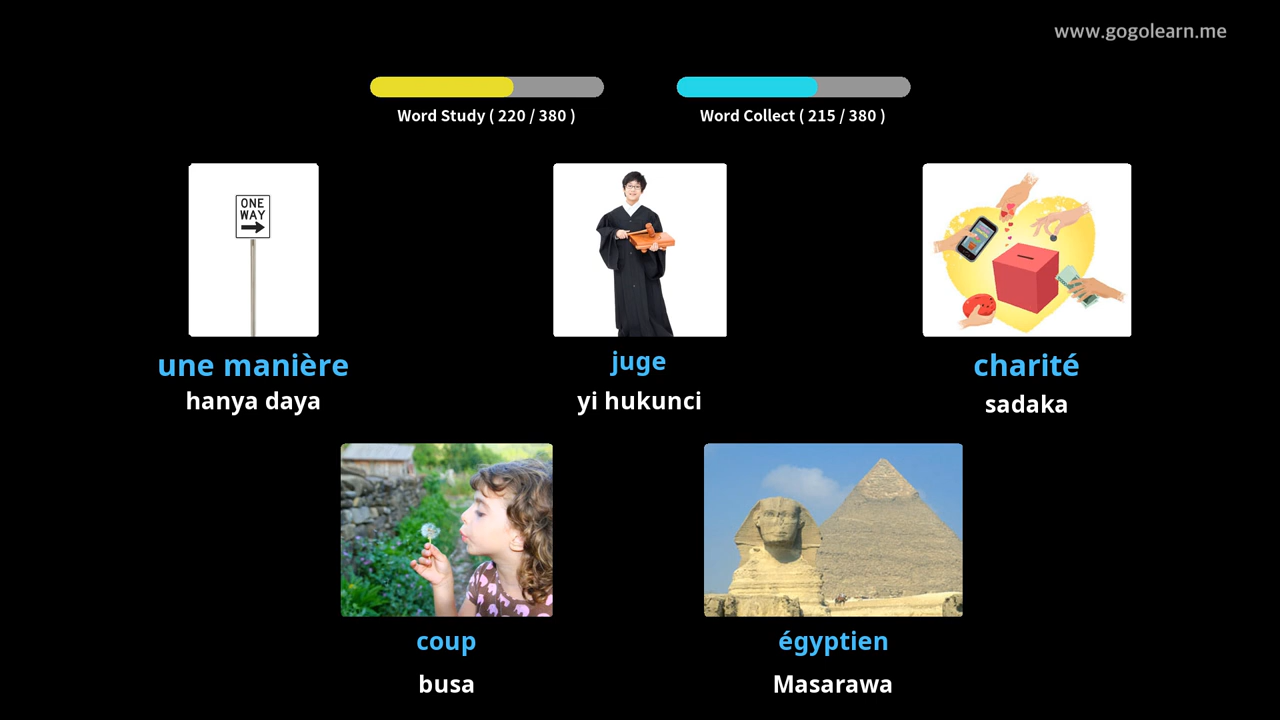 www.gogolearn.me
Word Study ( 220 / 380 )
Word Collect ( 215 / 380 )
ONE
WAY
une manière
juge
charité
hanya daya
yi hukunci
sadaka
coup
égyptien
busa
Masarawa